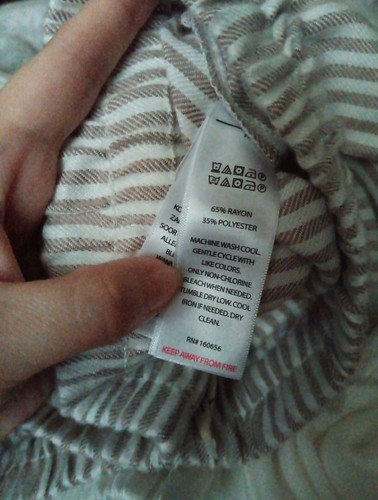 65% RAYON
35% POLYESTER
MACHINE WASH COOL.
GENTLE CYCLE WITH
LIKE COLORS.
ONLY NON-CHLORINE
BLEACH WHEN NEEDED.
TUMBLE DRY LOW. COOL
IRON IF NEEDED. DRY
CLEAN.
RN# 160656
KEEP AWAY FROM FIRE